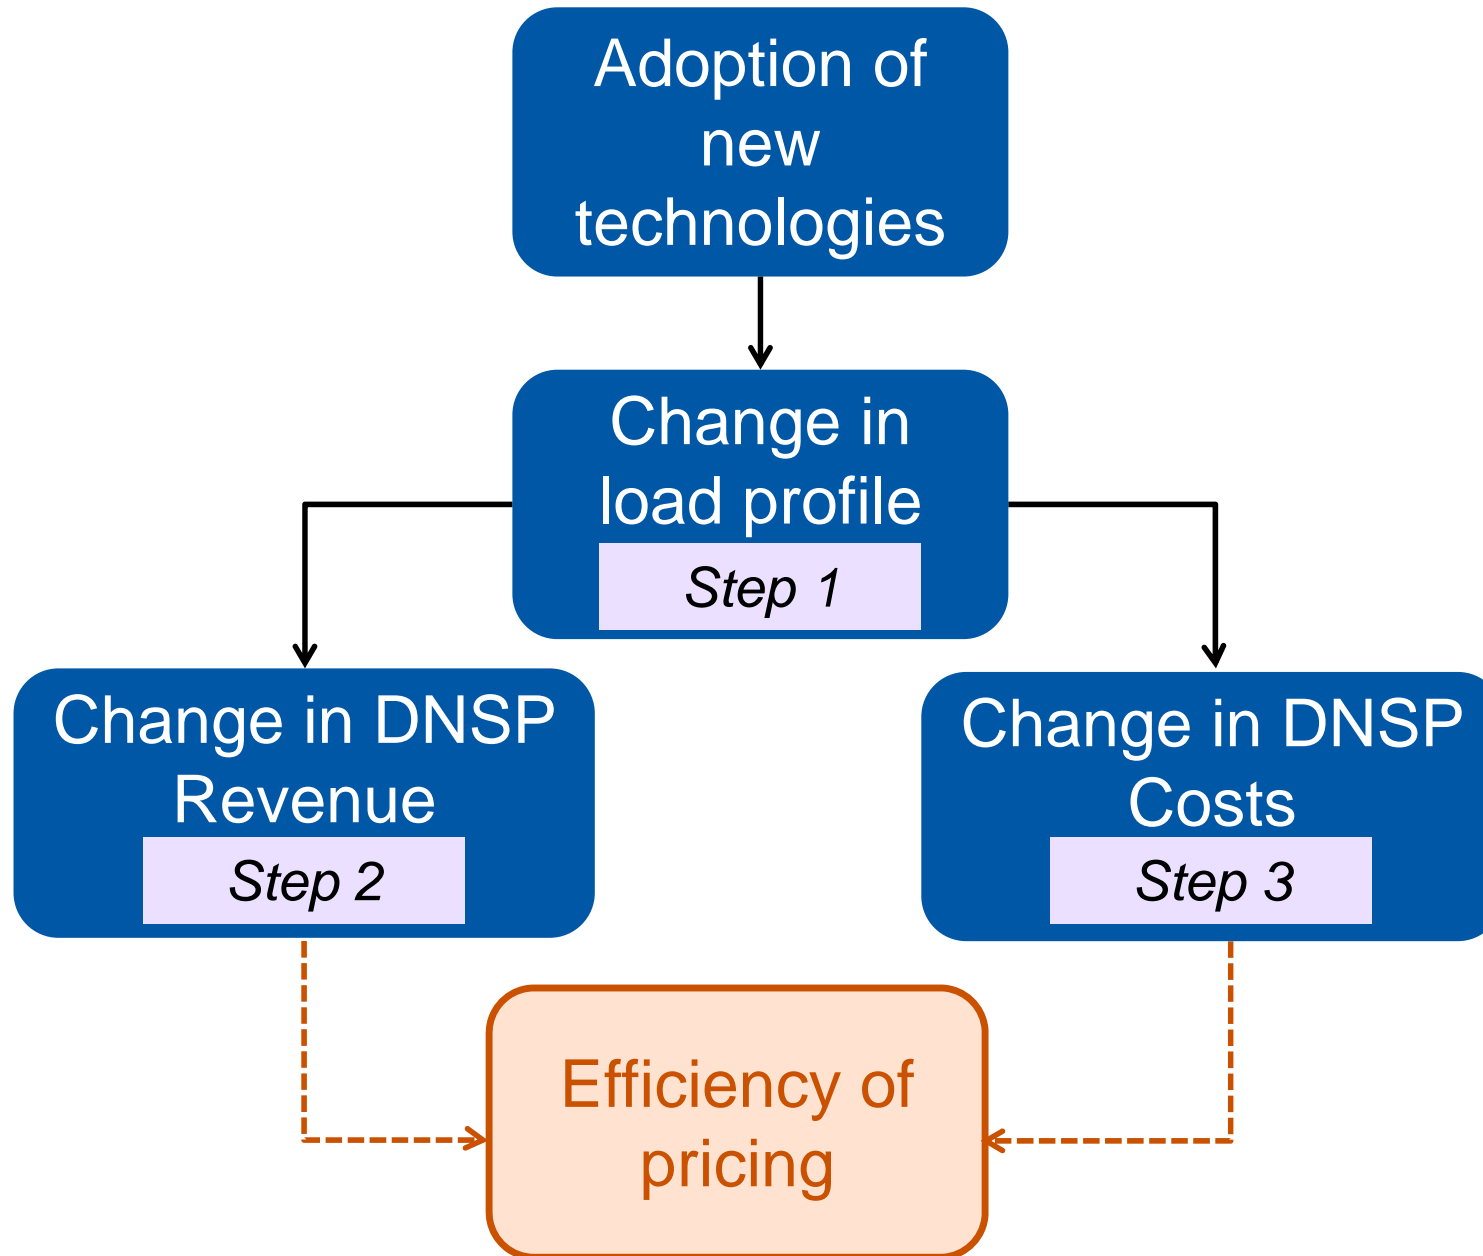 Adoption of
new
technologies
Change in
load profile
Step 1
Change in DNSP
Revenue
Step 2
Change in DNSP
Costs
Step 3
Efficiency of
pricing